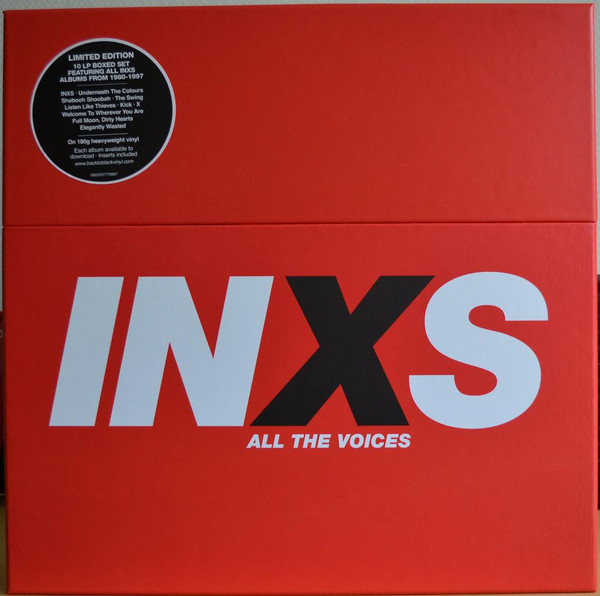 LIMITED EDITION
10 LP BOXED SET
FEATURING ALL INXS
ALBUMS FROM 1980-1997
INXS · Underneath The Colours
Shabooh Shoobah · The Swing
Listen Like Thieves · Kick · X
Welcome To Wherever You Are
Full Moon, Dirty Hearts
Elegantly Wasted
On 180g heavyweight vinyl
Each album available to
download · Inserts included
www.backtoblackvinyl.com
INXS
ALL THE VOICES